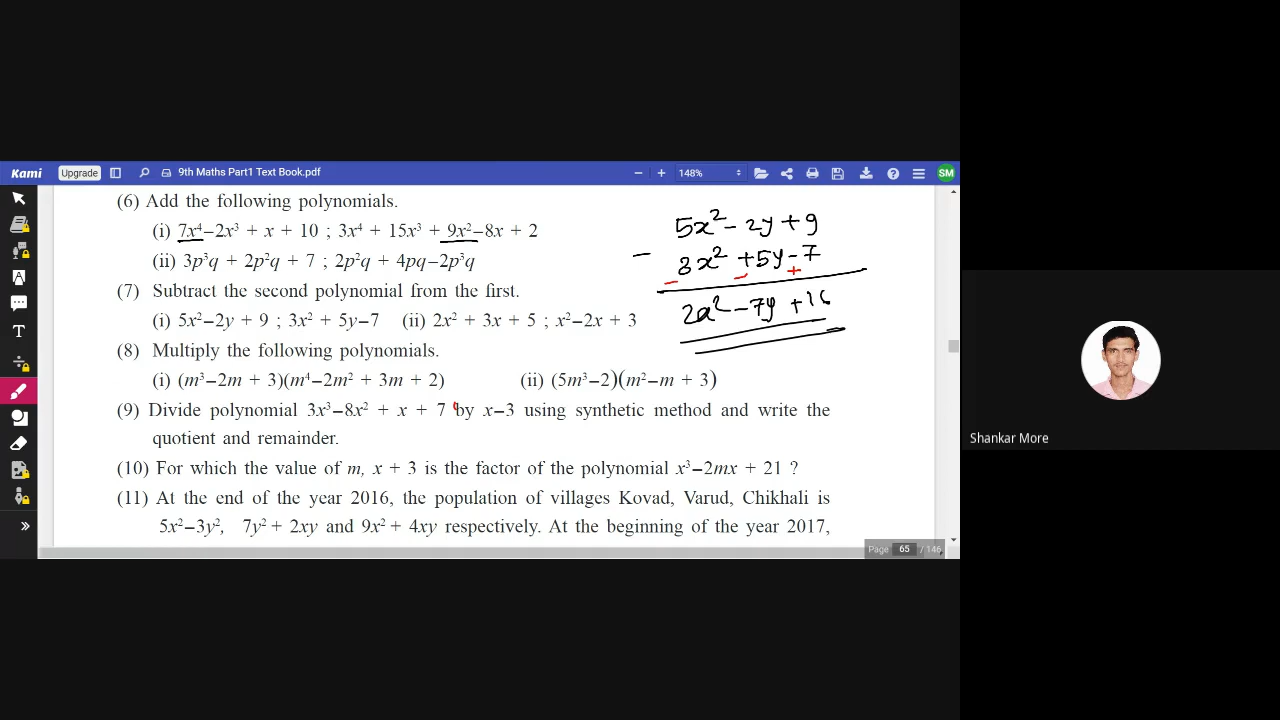 Kami Upgrade 9th Maths Part1 Text Book.pdf 148% SM
(6) Add the following polynomials.
(i) 7x⁴–2x³ + x + 10 ; 3x⁴ + 15x³ + 9x²–8x + 2
(ii) 3p³q + 2p²q + 7 ; 2p²q + 4pq–2p³q
(7) Subtract the second polynomial from the first.
(i) 5x²–2y + 9 ; 3x² + 5y–7 (ii) 2x² + 3x + 5 ; x²–2x + 3
(8) Multiply the following polynomials.
(i) (m³–2m + 3)(m⁴–2m² + 3m + 2) (ii) (5m³–2)(m²–m + 3)
(9) Divide polynomial 3x³–8x² + x + 7 by x–3 using synthetic method and write the
quotient and remainder.
(10) For which the value of m, x + 3 is the factor of the polynomial x³–2mx + 21 ?
(11) At the end of the year 2016, the population of villages Kovad, Varud, Chikhali is
5x²–3y², 7y² + 2xy and 9x² + 4xy respectively. At the beginning of the year 2017,
5x² – 2y + 9
– 3x² + 5y – 7
– – +
2x² – 7y + 16
Page 65 / 146
T
Shankar More